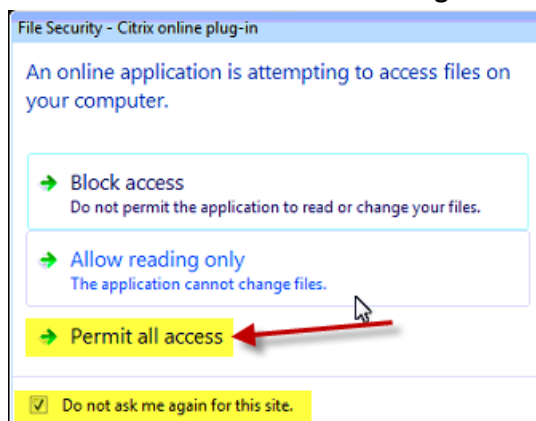 File Security - Citrix online plug-in
An online application is attempting to access files on
your computer.
Block access
Do not permit the application to read or change your files.
Allow reading only
The application cannot change files.
Permit all access
Do not ask me again for this site.